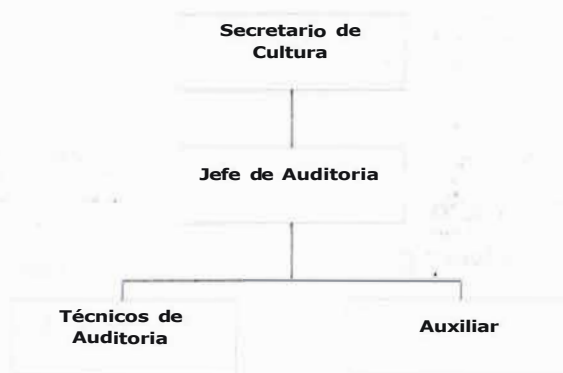 Secretario de
Cultura
Jefe de Auditoria
Técnicos de
Auditoria
Auxiliar